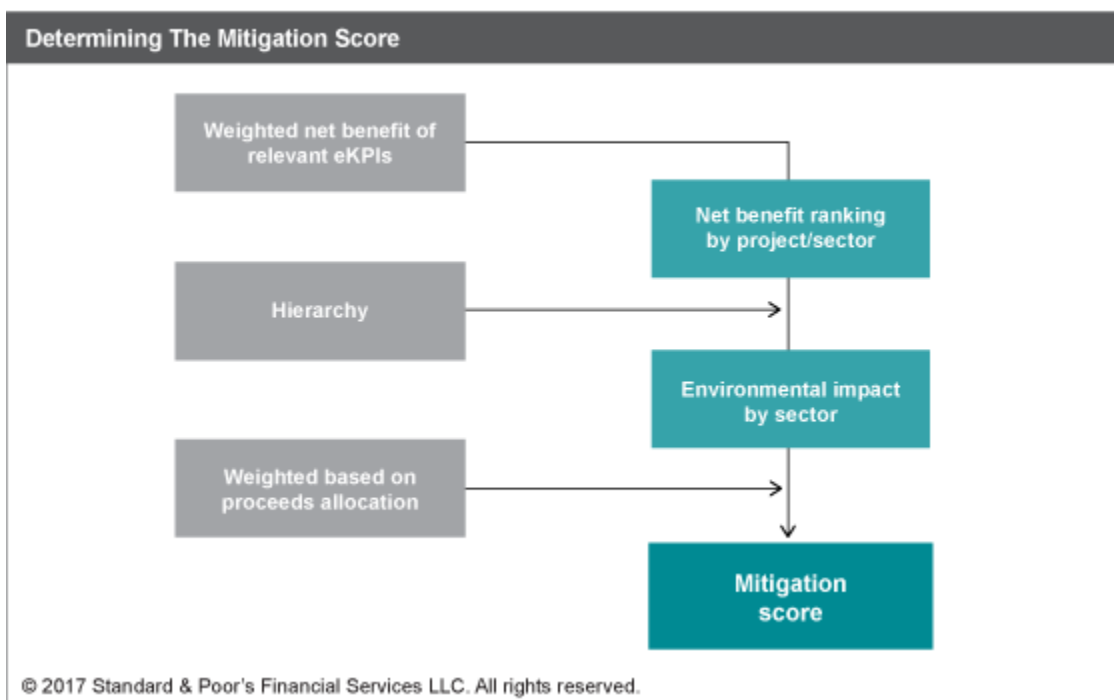 Determining The Mitigation Score
Weighted net benefit of
relevant eKPIs
Net benefit ranking
by project/sector
Hierarchy
Environmental impact
by sector
Weighted based on
proceeds allocation
Mitigation
score
© 2017 Standard & Poor's Financial Services LLC. All rights reserved.